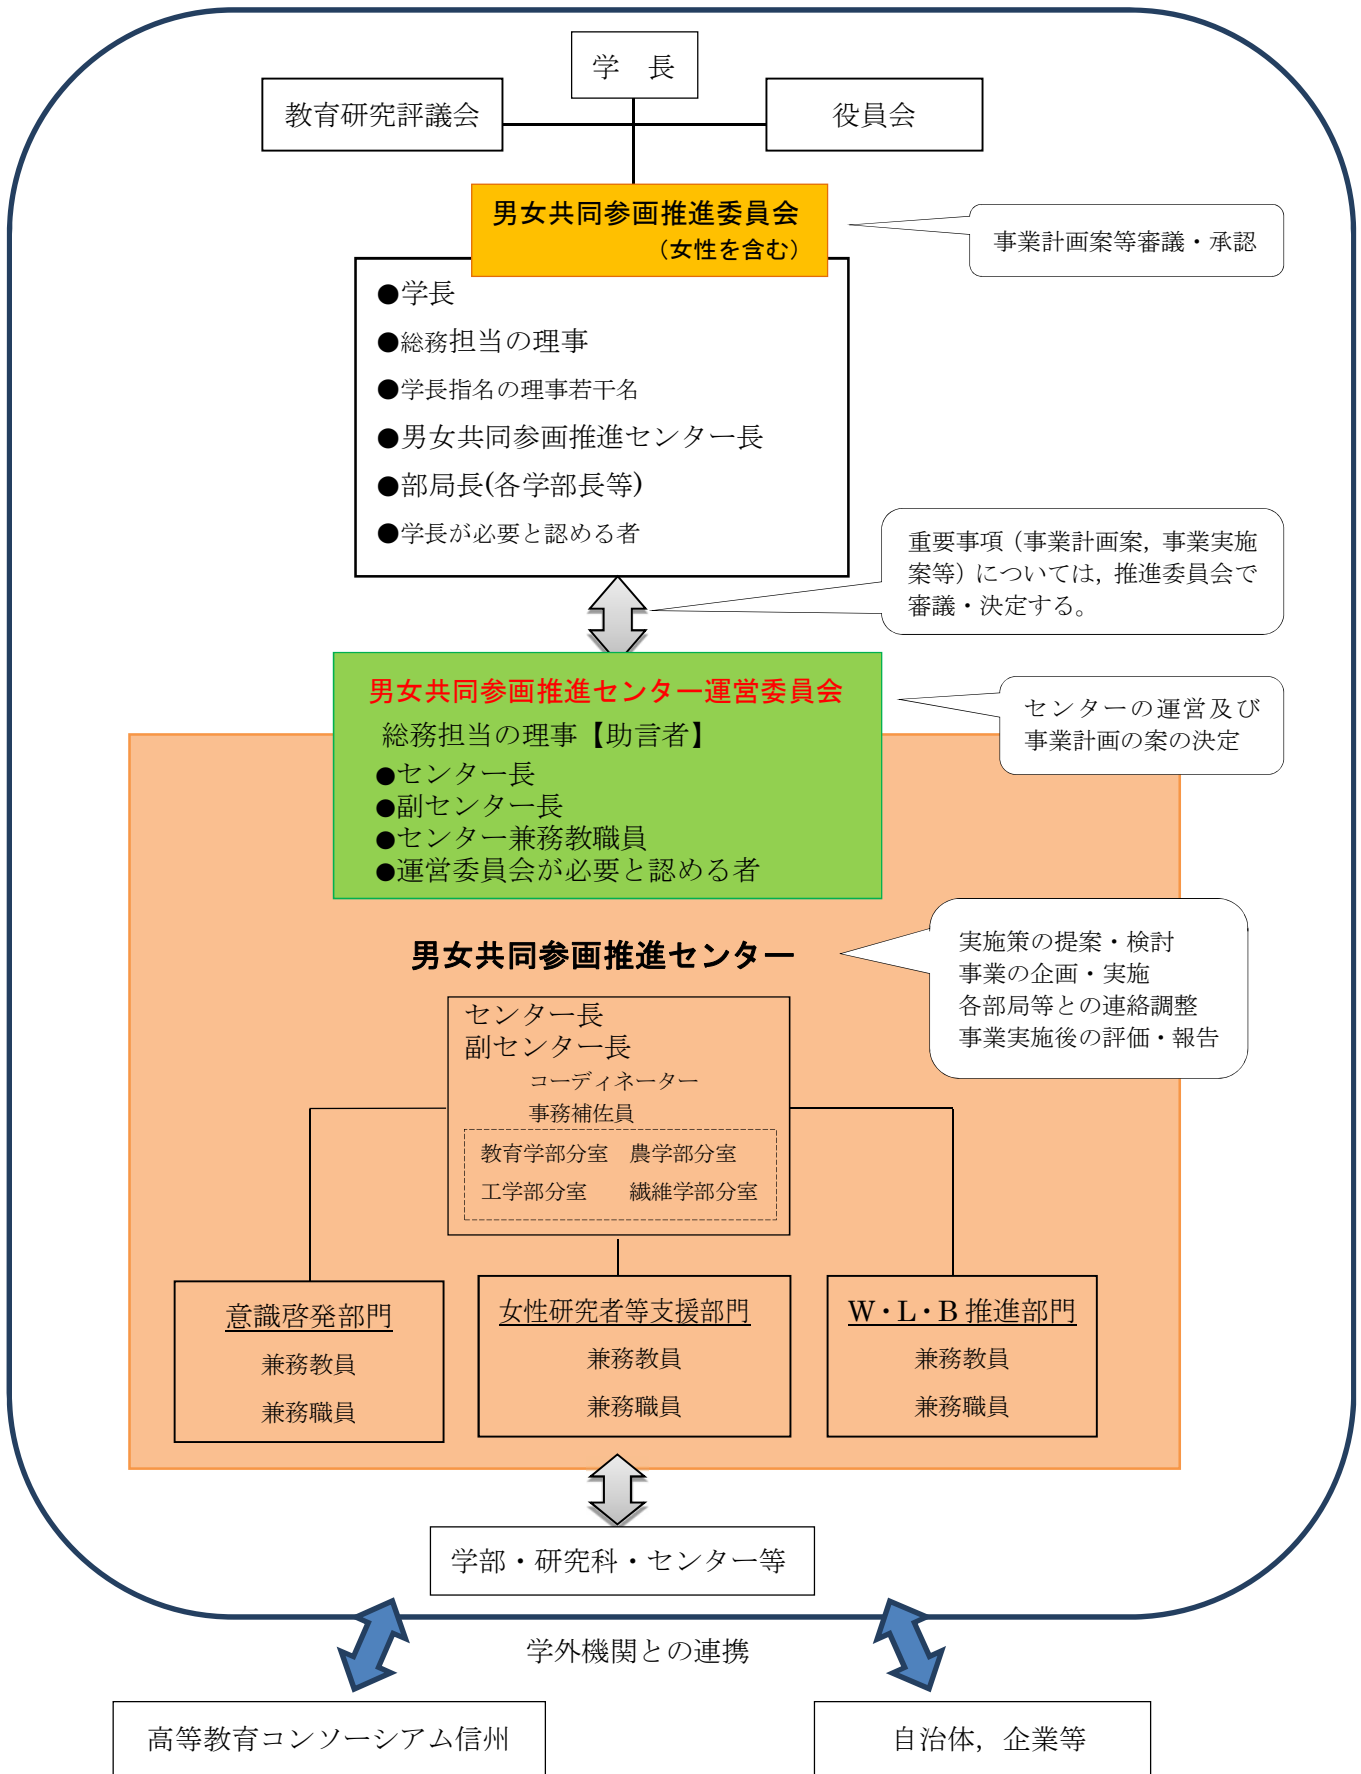 学　長
教育研究評議会
役員会
男女共同参画推進委員会
（女性を含む）
事業計画案等審議・承認
●学長
●総務担当の理事
●学長指名の理事若干名
●男女共同参画推進センター長
●部局長(各学部長等)
●学長が必要と認める者
重要事項（事業計画案，事業実施
案等）については，推進委員会で
審議・決定する。
男女共同参画推進センター運営委員会
総務担当の理事【助言者】
●センター長
●副センター長
●センター兼務教職員
●運営委員会が必要と認める者
センターの運営及び
事業計画の案の決定
男女共同参画推進センター
実施策の提案・検討
事業の企画・実施
各部局等との連絡調整
事業実施後の評価・報告
センター長
副センター長
コーディネーター
事務補佐員
教育学部分室　農学部分室
工学部分室　繊維学部分室
意識啓発部門
兼務教員
兼務職員
女性研究者等支援部門
兼務教員
兼務職員
W・L・B 推進部門
兼務教員
兼務職員
学部・研究科・センター等
学外機関との連携
高等教育コンソーシアム信州
自治体，企業等